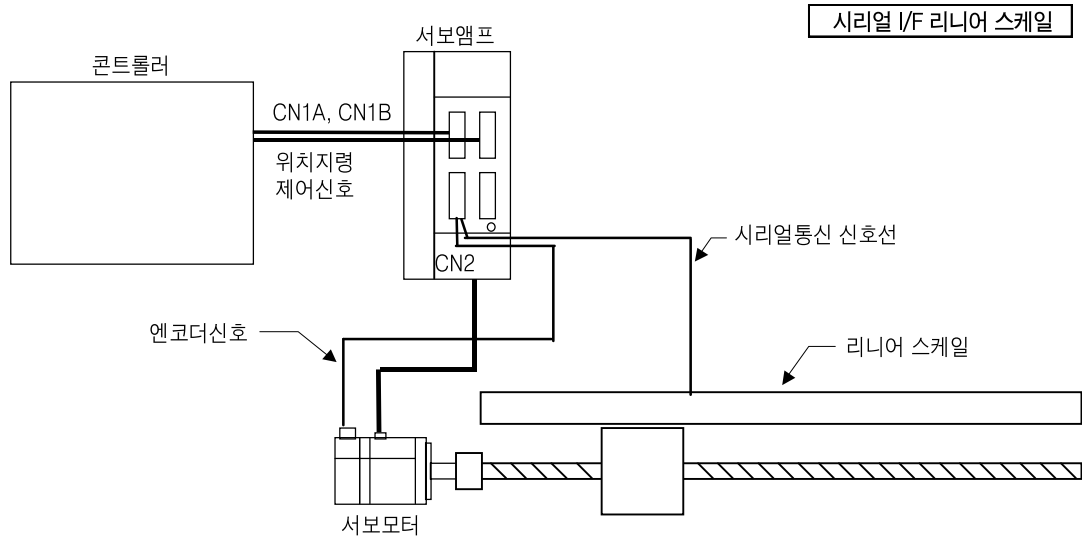 시리얼 I/F 리니어 스케일
서보앰프
콘트롤러
CN1A, CN1B
위치지령
제어신호
시리얼통신 신호선
CN2
엔코더신호
리니어 스케일
서보모터